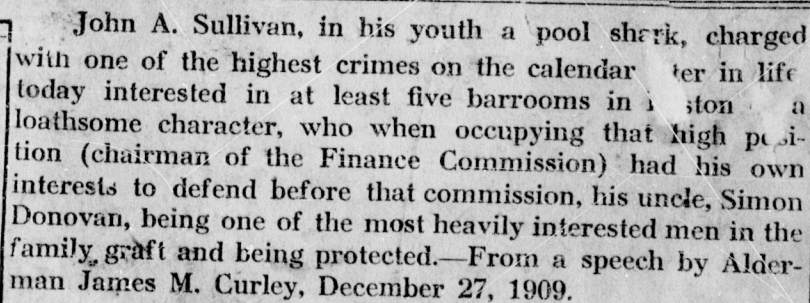 John A. Sullivan, in his youth a pool shark, charged
with one of the highest crimes on the calendar in life
today interested in at least five barrooms in a
loathsome character, who when occupying that high posi-
tion (chairman of the Finance Commission) had his own
interests to defend before that commission, his uncle, Simon
Donovan, being one of the most heavily interested men in the
family graft and being protected.—From a speech by Alder-
man James M. Curley, December 27, 1909.